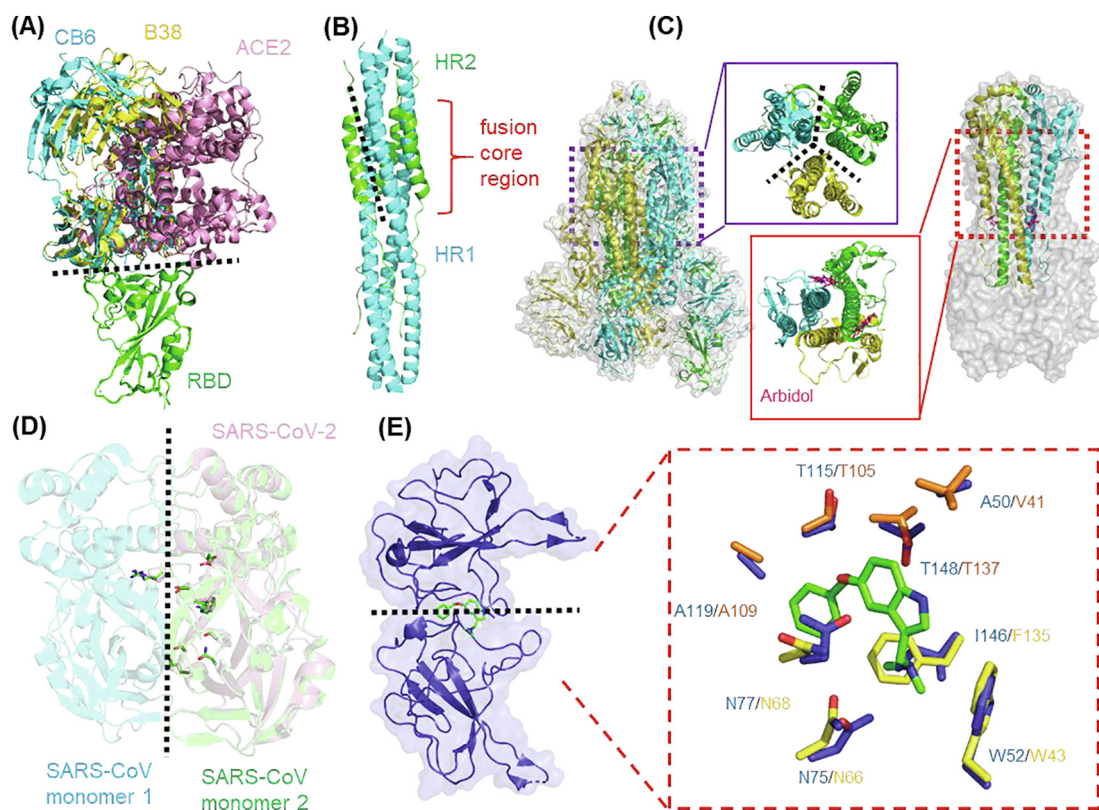 (A)
CB6
B38
ACE2
RBD
(B)
HR2
fusion
core
region
HR1
(C)
Arbidol
(D)
SARS-CoV-2
SARS-CoV
monomer 1
SARS-CoV
monomer 2
(E)
T115/T105
A50/V41
T148/T137
A119/A109
I146/F135
N77/N68
W52/W43
N75/N66